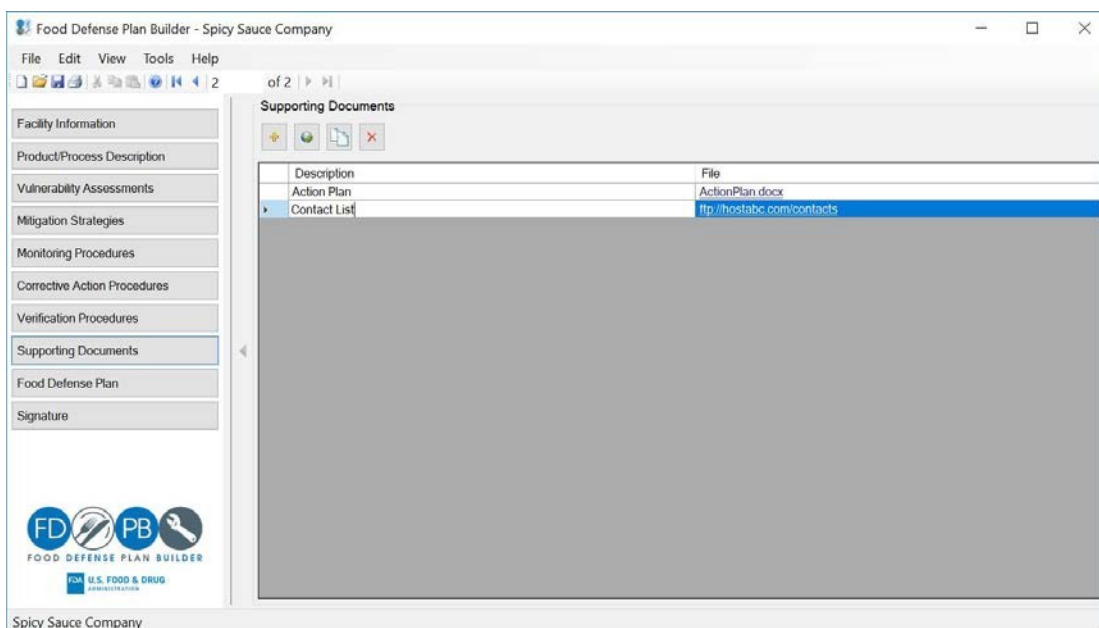 Food Defense Plan Builder - Spicy Sauce Company
File Edit View Tools Help
2 of 2
Supporting Documents
Facility Information
Product/Process Description
Vulnerability Assessments
Mitigation Strategies
Monitoring Procedures
Corrective Action Procedures
Verification Procedures
Supporting Documents
Food Defense Plan
Signature
Description File
Action Plan ActionPlan.docx
Contact List ftp://hostabc.com/contacts
FD PB
FOOD DEFENSE PLAN BUILDER
FDA U.S. FOOD & DRUG
ADMINISTRATION
Spicy Sauce Company